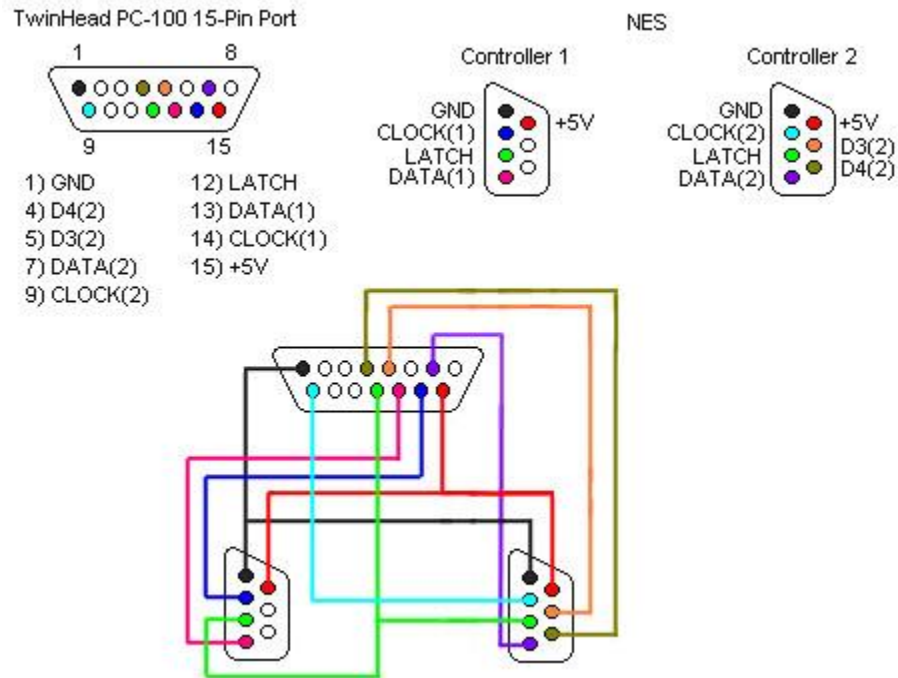 TwinHead PC-100 15-Pin Port
1 8
9 15
1) GND
4) D4(2)
5) D3(2)
7) DATA(2)
9) CLOCK(2)
12) LATCH
13) DATA(1)
14) CLOCK(1)
15) +5V
NES
Controller 1
GND
CLOCK(1)
LATCH
DATA(1)
+5V
Controller 2
GND
CLOCK(2)
LATCH
DATA(2)
+5V
D3(2)
D4(2)